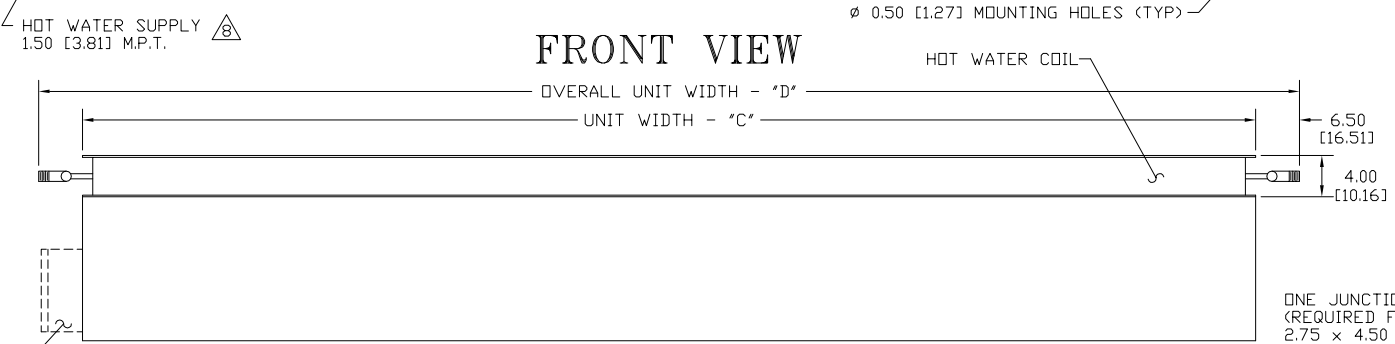 HOT WATER SUPPLY 8
1.50 [3.81] M.P.T.
Ø 0.50 [1.27] MOUNTING HOLES (TYP)
FRONT VIEW
HOT WATER COIL
OVERALL UNIT WIDTH - "D"
UNIT WIDTH - "C"
6.50
[16.51]
4.00
[10.16]
ONE JUNCTIO
(REQUIRED F
2.75 x 4.50